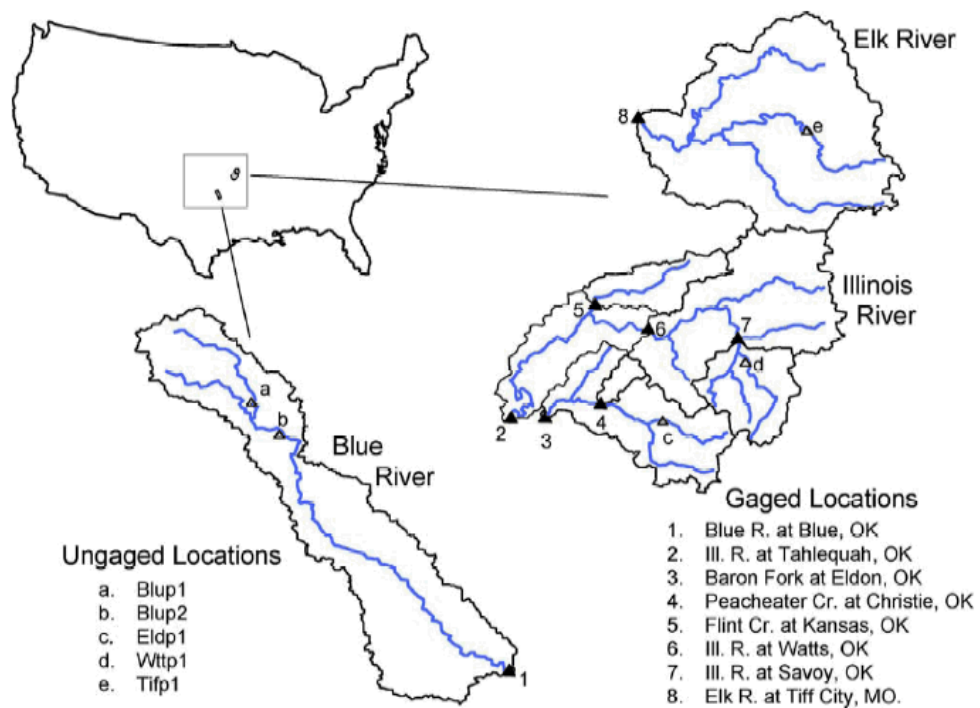 Elk River
8
e
Illinois
River
5
6
7
d
2
3
4
c
a
b
Blue
River
1
Ungaged Locations
a. Blup1
b. Blup2
c. Eldp1
d. Wttp1
e. Tifp1
Gaged Locations
1. Blue R. at Blue, OK
2. Ill. R. at Tahlequah, OK
3. Baron Fork at Eldon, OK
4. Peacheater Cr. at Christie, OK
5. Flint Cr. at Kansas, OK
6. Ill. R. at Watts, OK
7. Ill. R. at Savoy, OK
8. Elk R. at Tiff City, MO.